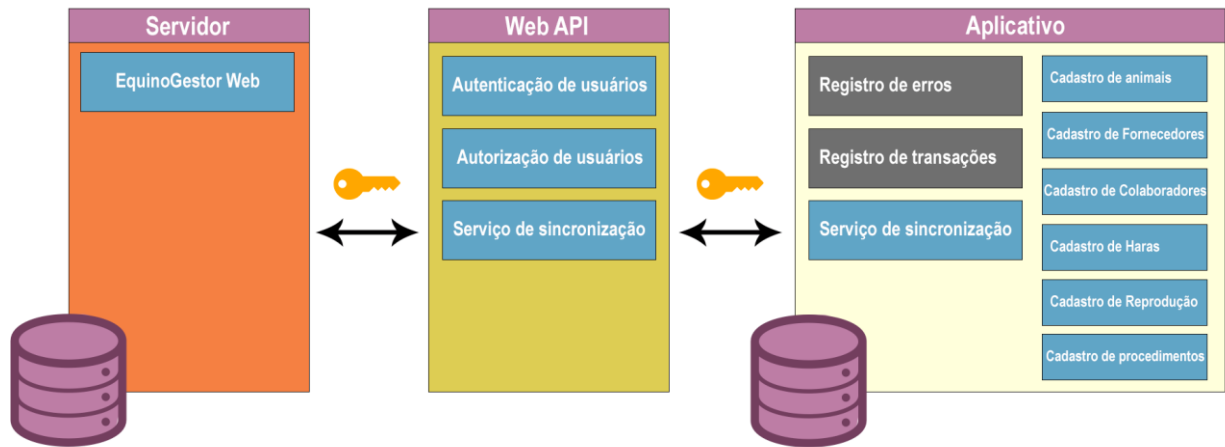 Servidor
EquinoGestor Web
Web API
Autenticação de usuários
Autorização de usuários
Serviço de sincronização
Aplicativo
Registro de erros
Registro de transações
Serviço de sincronização
Cadastro de animais
Cadastro de Fornecedores
Cadastro de Colaboradores
Cadastro de Haras
Cadastro de Reprodução
Cadastro de procedimentos